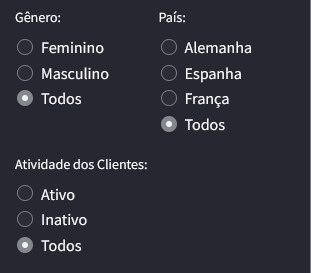 Gênero:
Feminino
Masculino
Todos
País:
Alemanha
Espanha
França
Todos
Atividade dos Clientes:
Ativo
Inativo
Todos